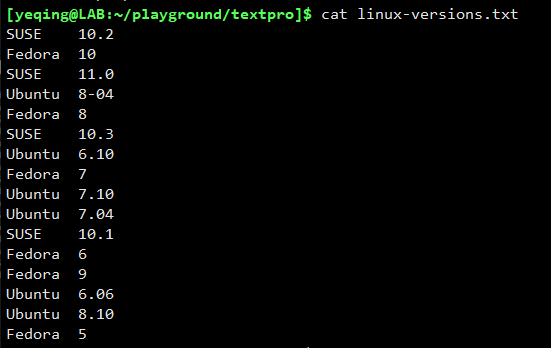 [yeqing@LAB:~/playground/textpro]$ cat linux-versions.txt
SUSE    10.2
Fedora  10
SUSE    11.0
Ubuntu  8-04
Fedora  8
SUSE    10.3
Ubuntu  6.10
Fedora  7
Ubuntu  7.10
Ubuntu  7.04
SUSE    10.1
Fedora  6
Fedora  9
Ubuntu  6.06
Ubuntu  8.10
Fedora  5